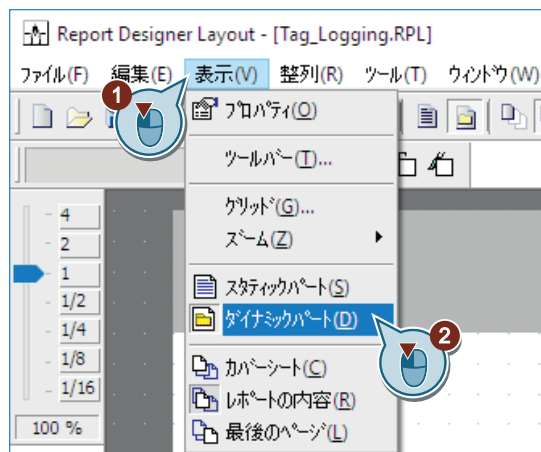 Report Designer Layout - [Tag_Logging.RPL]
ファイル(F) 編集(E) 表示(V) 整列(R) ツール(T) ウィンドウ(W)
1
プロパティ(O)
ツールバー(T)...
グリッド(G)...
ズーム(Z)
スタティックパート(S)
ダイナミックパート(D)
2
カバーシート(C)
レポートの内容(R)
最後のページ(L)
4
2
1
1/2
1/4
1/8
1/16
100 %